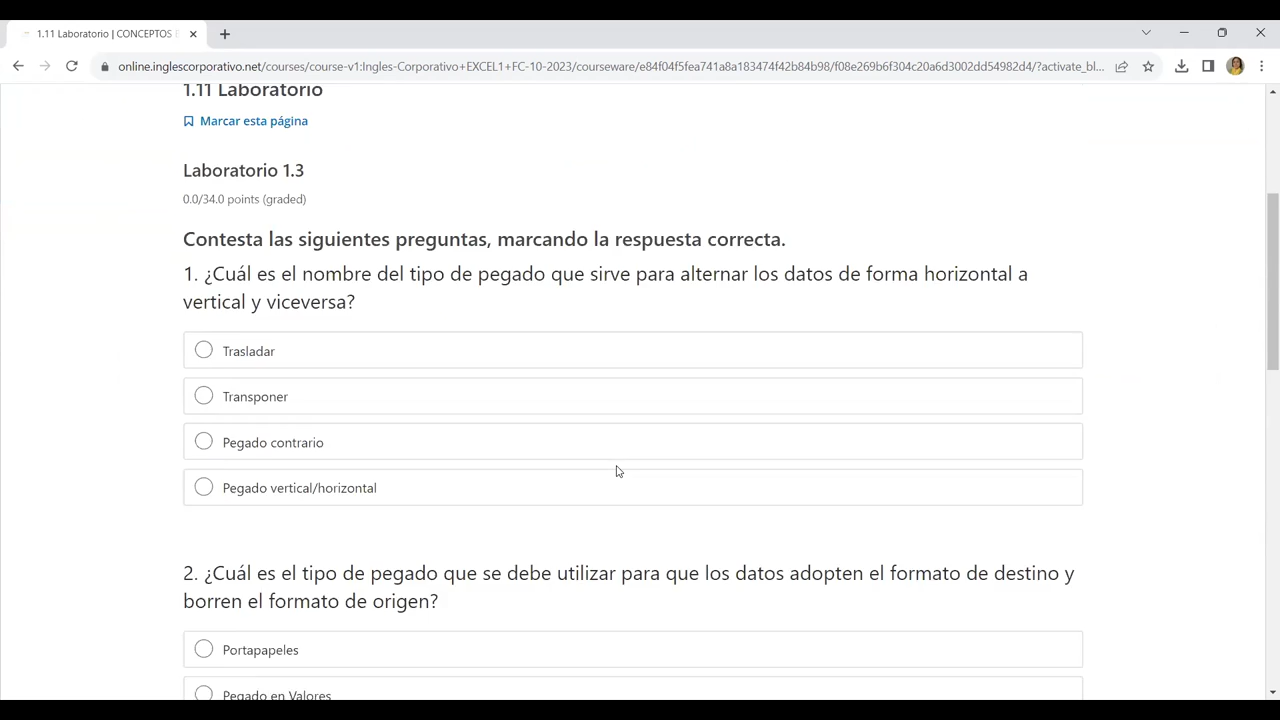 1.11 Laboratorio | CONCEPTOS
online.inglescorporativo.net/courses/course-v1:Ingles-Corporativo+EXCEL1+FC-10-2023/courseware/e84f04f5fea741a8a183474f42b84b98/f08e269b6f304c20a6d3002dd54982d4/?activate_bl...
1.11 Laboratorio
Marcar esta página
Laboratorio 1.3
0.0/34.0 points (graded)
Contesta las siguientes preguntas, marcando la respuesta correcta.
1. ¿Cuál es el nombre del tipo de pegado que sirve para alternar los datos de forma horizontal a
vertical y viceversa?
Trasladar
Transponer
Pegado contrario
Pegado vertical/horizontal
2. ¿Cuál es el tipo de pegado que se debe utilizar para que los datos adopten el formato de destino y
borren el formato de origen?
Portapapeles
Pegado en Valores